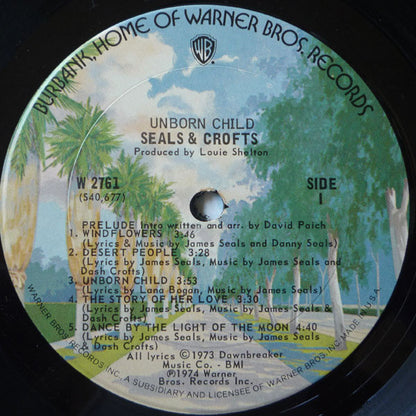 BURBANK, HOME OF WARNER BROS. RECORDS
WB
UNBORN CHILD
SEALS & CROFTS
Produced by Louie Shelton
W 2761
(S40,677)
SIDE
1
PRELUDE Intro written and arr. by David Paich
1. WINDFLOWERS 3:46
(Lyrics & Music by James Seals and Danny Seals)
2. DESERT PEOPLE 3:28
(Lyrics by James Seals, Music by James Seals and
Dash Crofts)
3. UNBORN CHILD 3:53
(Lyrics by Lana Bogan, Music by James Seals)
4. THE STORY OF HER LOVE 3:30
(Lyrics by James Seals, Music by James Seals &
Dash Crofts)
5. DANCE BY THE LIGHT OF THE MOON 4:40
(Lyrics by James Seals, Music by James Seals
& Dash Crofts)
All lyrics ©1973 Dawnbreaker
Music Co. - BMI
℗1974 Warner
Bros. Records Inc.
WARNER BROS. RECORDS INC., A SUBSIDIARY AND LICENSEE OF WARNER BROS. INC. MADE IN U.S.A.